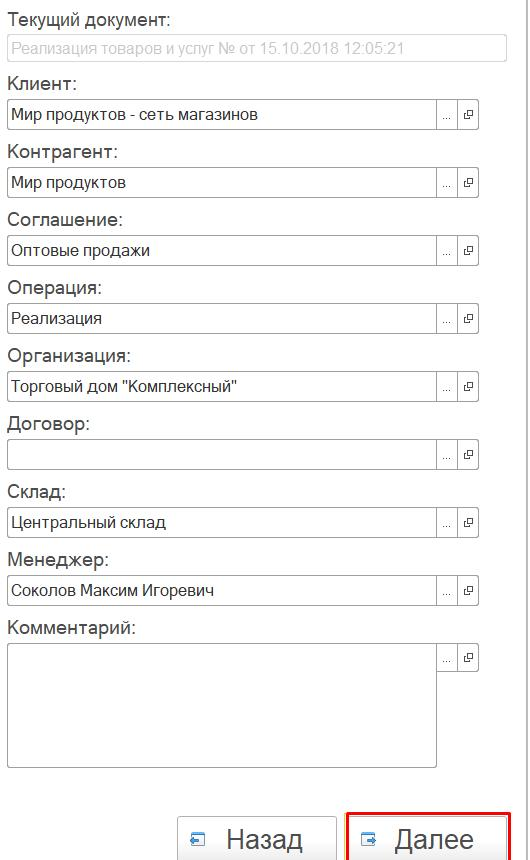 Текущий документ:
Реализация товаров и услуг № от 15.10.2018 12:05:21
Клиент:
Мир продуктов - сеть магазинов
...
Контрагент:
Мир продуктов
...
Соглашение:
Оптовые продажи
...
Операция:
Реализация
...
Организация:
Торговый дом "Комплексный"
...
Договор:
...
Склад:
Центральный склад
...
Менеджер:
Соколов Максим Игоревич
...
Комментарий:
...
Назад
Далее